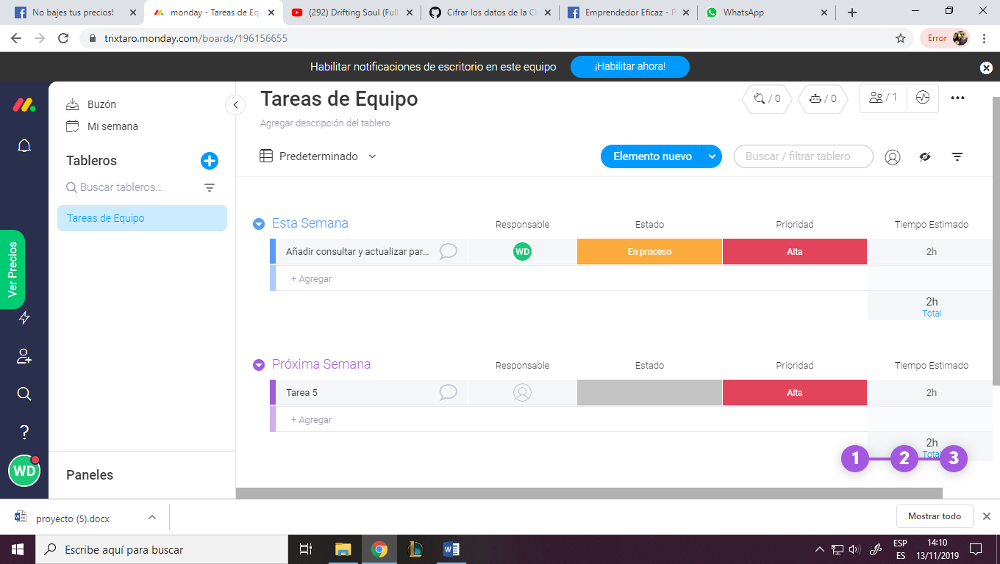 No bajes tus precios!
monday - Tareas de Equ
(292) Drifting Soul (Full
Cifrar los datos de la Cl
Emprendedor Eficaz - P
WhatsApp
trixtaro.monday.com/boards/196156655
Error
Habilitar notificaciones de escritorio en este equipo
¡Habilitar ahora!
Buzón
Mi semana
Tableros
Buscar tableros...
Tareas de Equipo
Ver Precios
WD
Paneles
Tareas de Equipo
/ 0
/ 0
/ 1
Agregar descripción del tablero
Predeterminado
Elemento nuevo
Buscar / filtrar tablero
Esta Semana
Responsable
Estado
Prioridad
Tiempo Estimado
Añadir consultar y actualizar par...
WD
En proceso
Alta
2h
+ Agregar
2h
Total
Próxima Semana
Responsable
Estado
Prioridad
Tiempo Estimado
Tarea 5
Alta
2h
+ Agregar
2h
Total
1
2
3
proyecto (5).docx
Mostrar todo
Escribe aquí para buscar
ESP
ES
14:10
13/11/2019